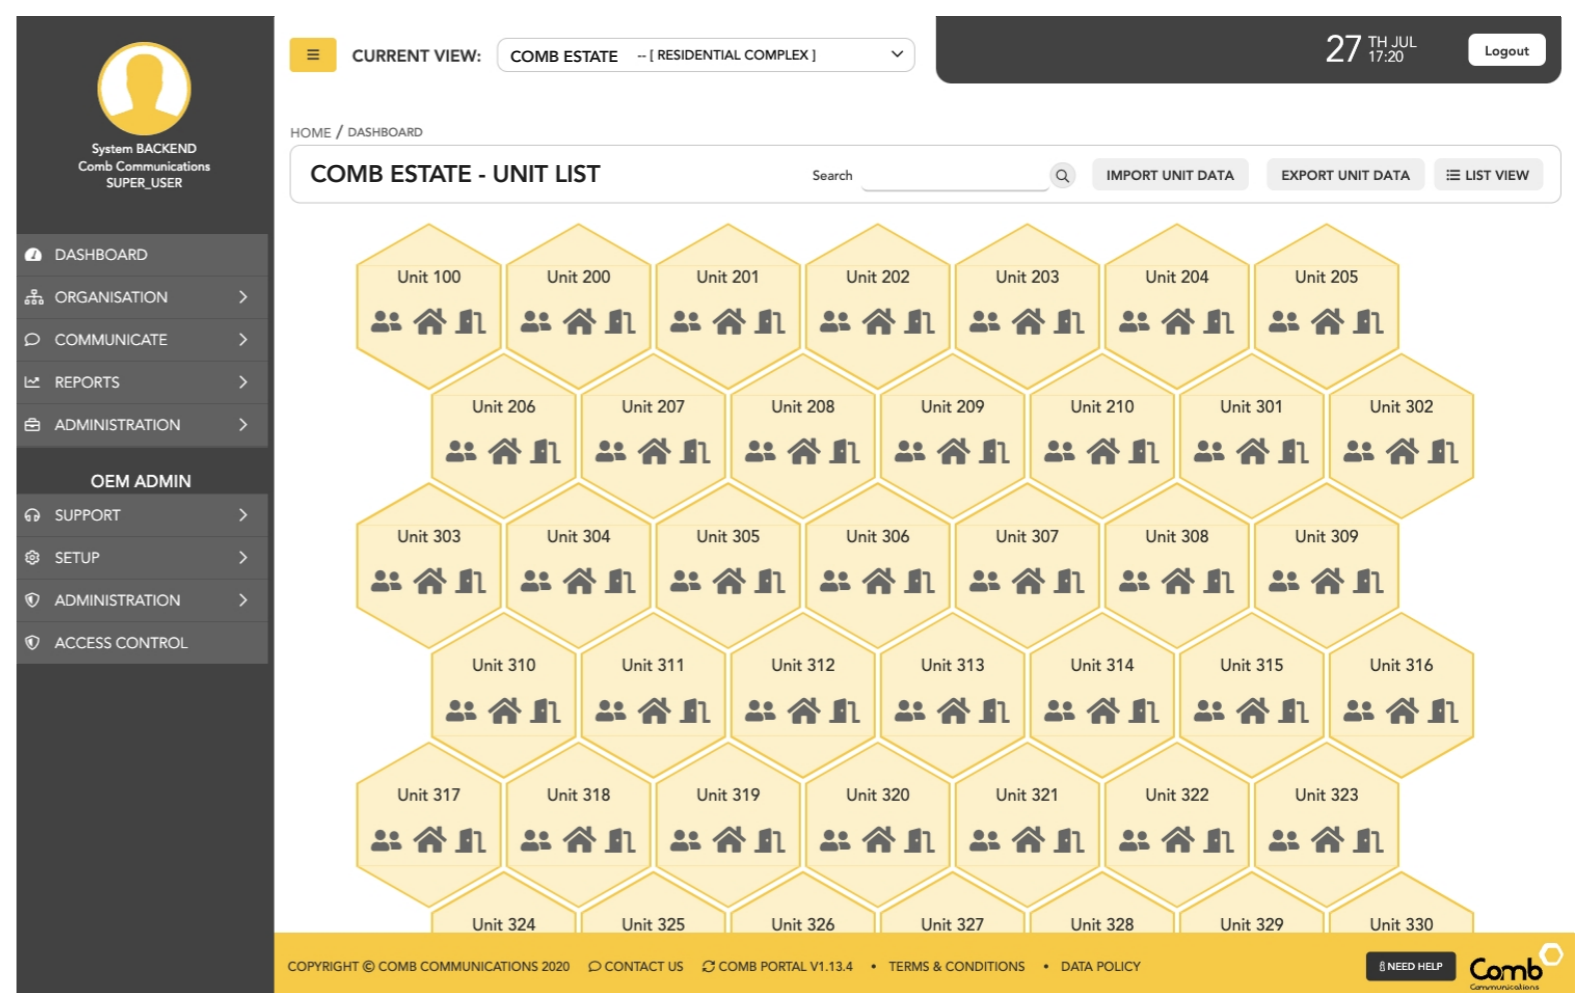 System BACKEND
Comb Communications
SUPER_USER
DASHBOARD
ORGANISATION
COMMUNICATE
REPORTS
ADMINISTRATION
OEM ADMIN
SUPPORT
SETUP
ADMINISTRATION
ACCESS CONTROL
CURRENT VIEW: COMB ESTATE -- [ RESIDENTIAL COMPLEX ]
27 TH JUL
17:20
Logout
HOME / DASHBOARD
COMB ESTATE - UNIT LIST
Search
IMPORT UNIT DATA EXPORT UNIT DATA LIST VIEW
Unit 100 Unit 200 Unit 201 Unit 202 Unit 203 Unit 204 Unit 205
Unit 206 Unit 207 Unit 208 Unit 209 Unit 210 Unit 301 Unit 302
Unit 303 Unit 304 Unit 305 Unit 306 Unit 307 Unit 308 Unit 309
Unit 310 Unit 311 Unit 312 Unit 313 Unit 314 Unit 315 Unit 316
Unit 317 Unit 318 Unit 319 Unit 320 Unit 321 Unit 322 Unit 323
Unit 324 Unit 325 Unit 326 Unit 327 Unit 328 Unit 329 Unit 330
COPYRIGHT © COMB COMMUNICATIONS 2020 CONTACT US COMB PORTAL V1.13.4 • TERMS & CONDITIONS • DATA POLICY
NEED HELP
Comb
Communications